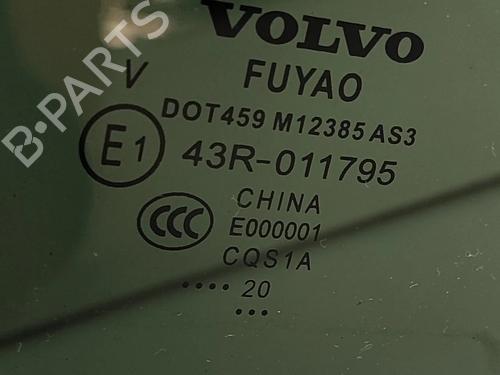 VOLVO
B-PARTS
V FUYAO
DOT459 M12385 AS3
E1 43R-011795
CHINA
CCC E000001
CQS1A
•••• 20
•••